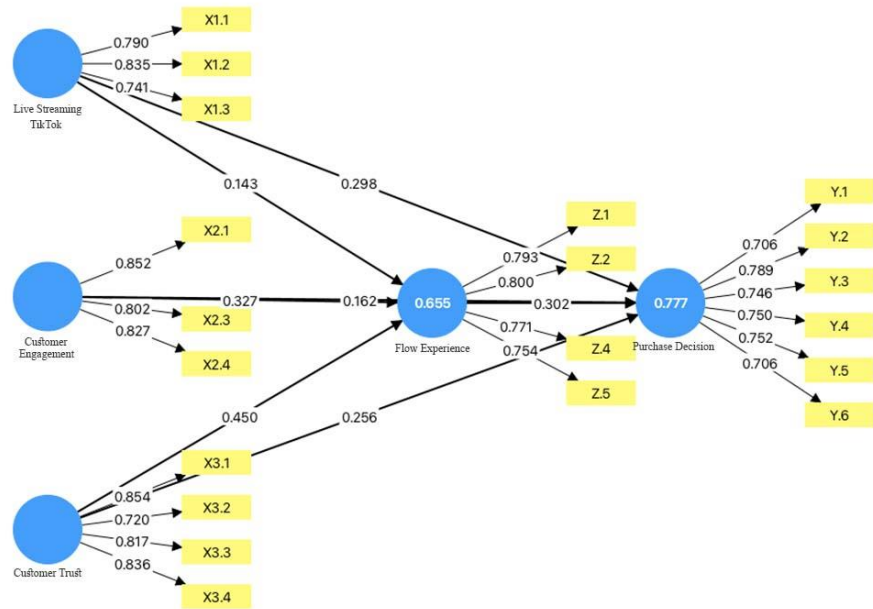 X1.1
0.790
X1.2
0.835
0.741
X1.3
Live Streaming
TikTok
0.143
0.298
X2.1
0.852
Z.1
0.793
Z.2
0.800
Y.1
0.706
Y.2
0.789
0.327
0.162
0.655
0.302
0.777
0.746
Y.3
0.802
X2.3
0.827
Customer
Engagement
X2.4
Flow Experience
0.771
0.754
Z.4
Purchase Decision
0.750
Y.4
0.752
Y.5
0.706
Y.6
Z.5
0.450
0.256
X3.1
0.854
X3.2
0.720
0.817
X3.3
0.836
Customer Trust
X3.4